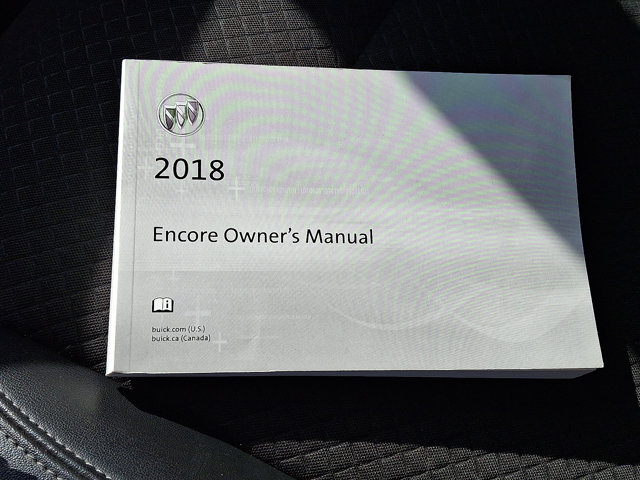 2018
Encore Owner's Manual
buick.com (U.S.)
buick.ca (Canada)